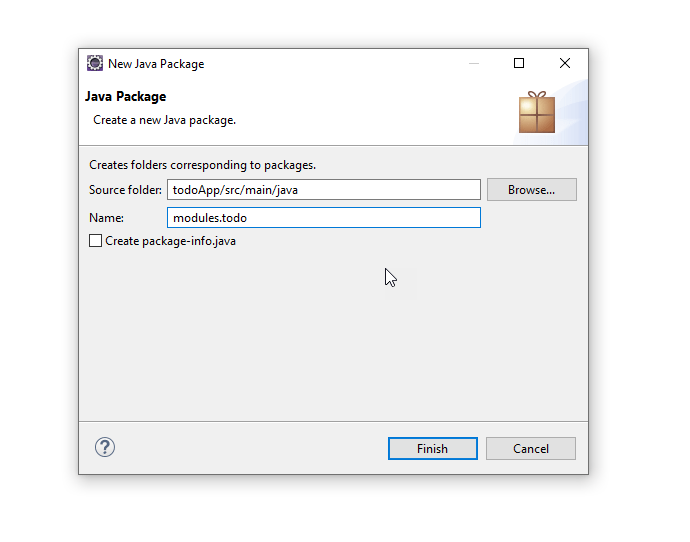 New Java Package
Java Package
Create a new Java package.
Creates folders corresponding to packages.
Source folder: todoApp/src/main/java Browse...
Name: modules.todo
Create package-info.java
? Finish Cancel